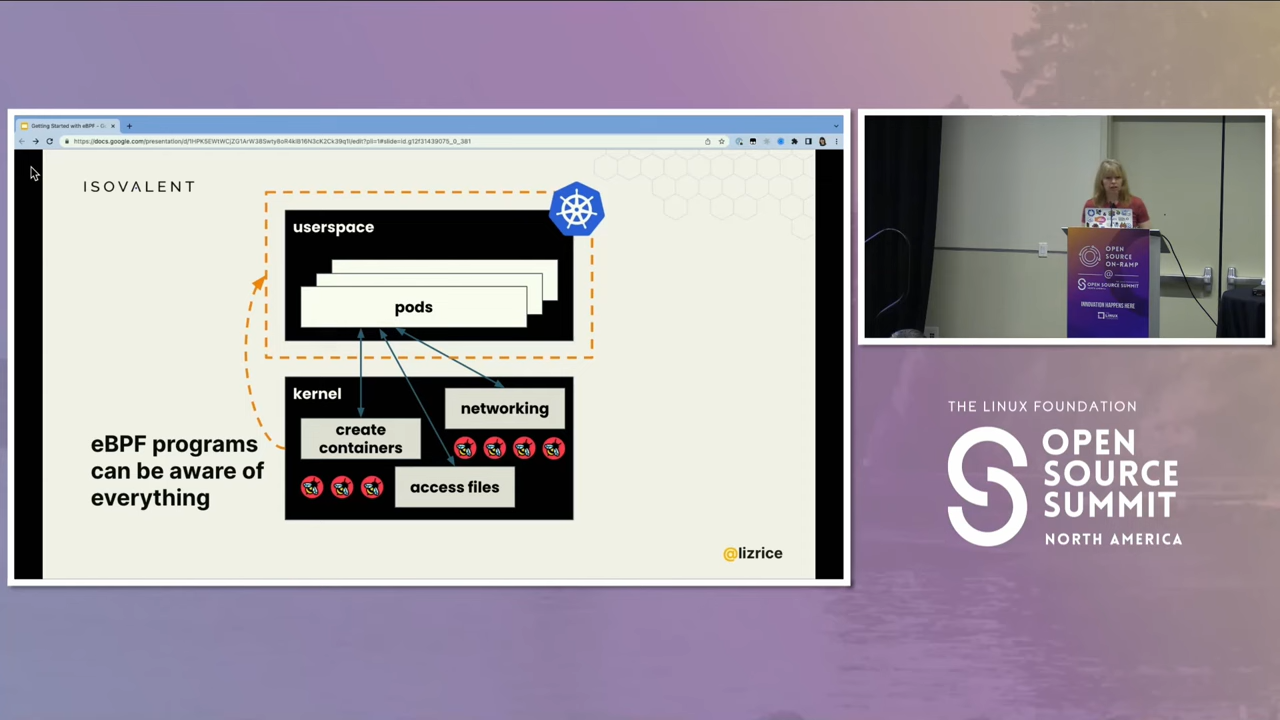 Getting Started with eBPF - G
ISOVALENT
userspace
pods
kernel
networking
create
containers
access files
eBPF programs
can be aware of
everything
@lizrice
OPEN
SOURCE
ON-RAMP
@
OPEN SOURCE SUMMIT
INNOVATION HAPPENS HERE
THE LINUX FOUNDATION
OPEN
SOURCE
SUMMIT
NORTH AMERICA